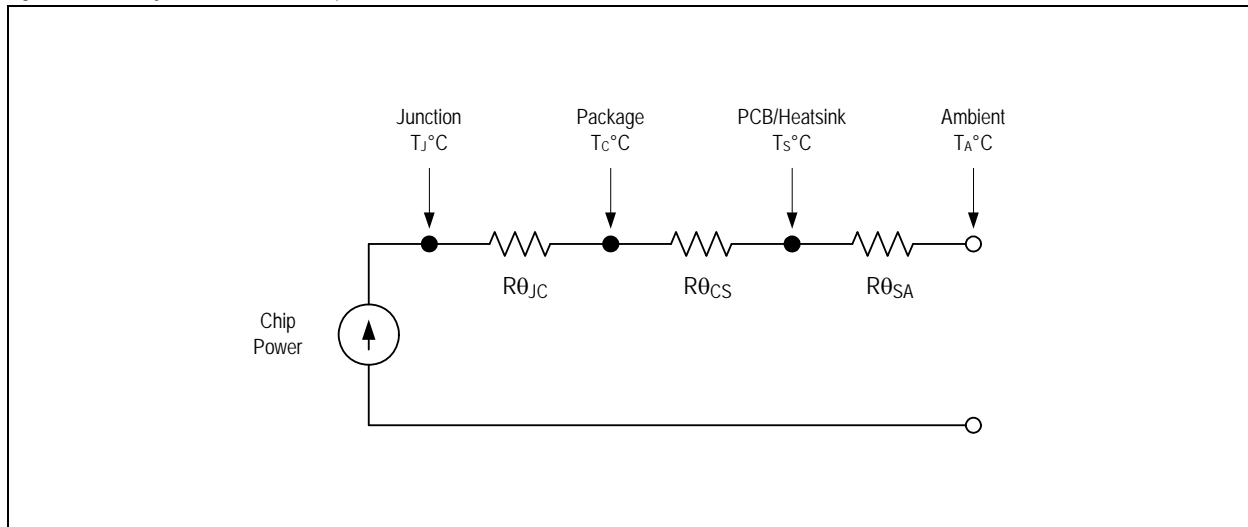 Junction
TJ°C
Package
TC°C
PCB/Heatsink
TS°C
Ambient
TA°C
RθJC
RθCS
RθSA
Chip
Power